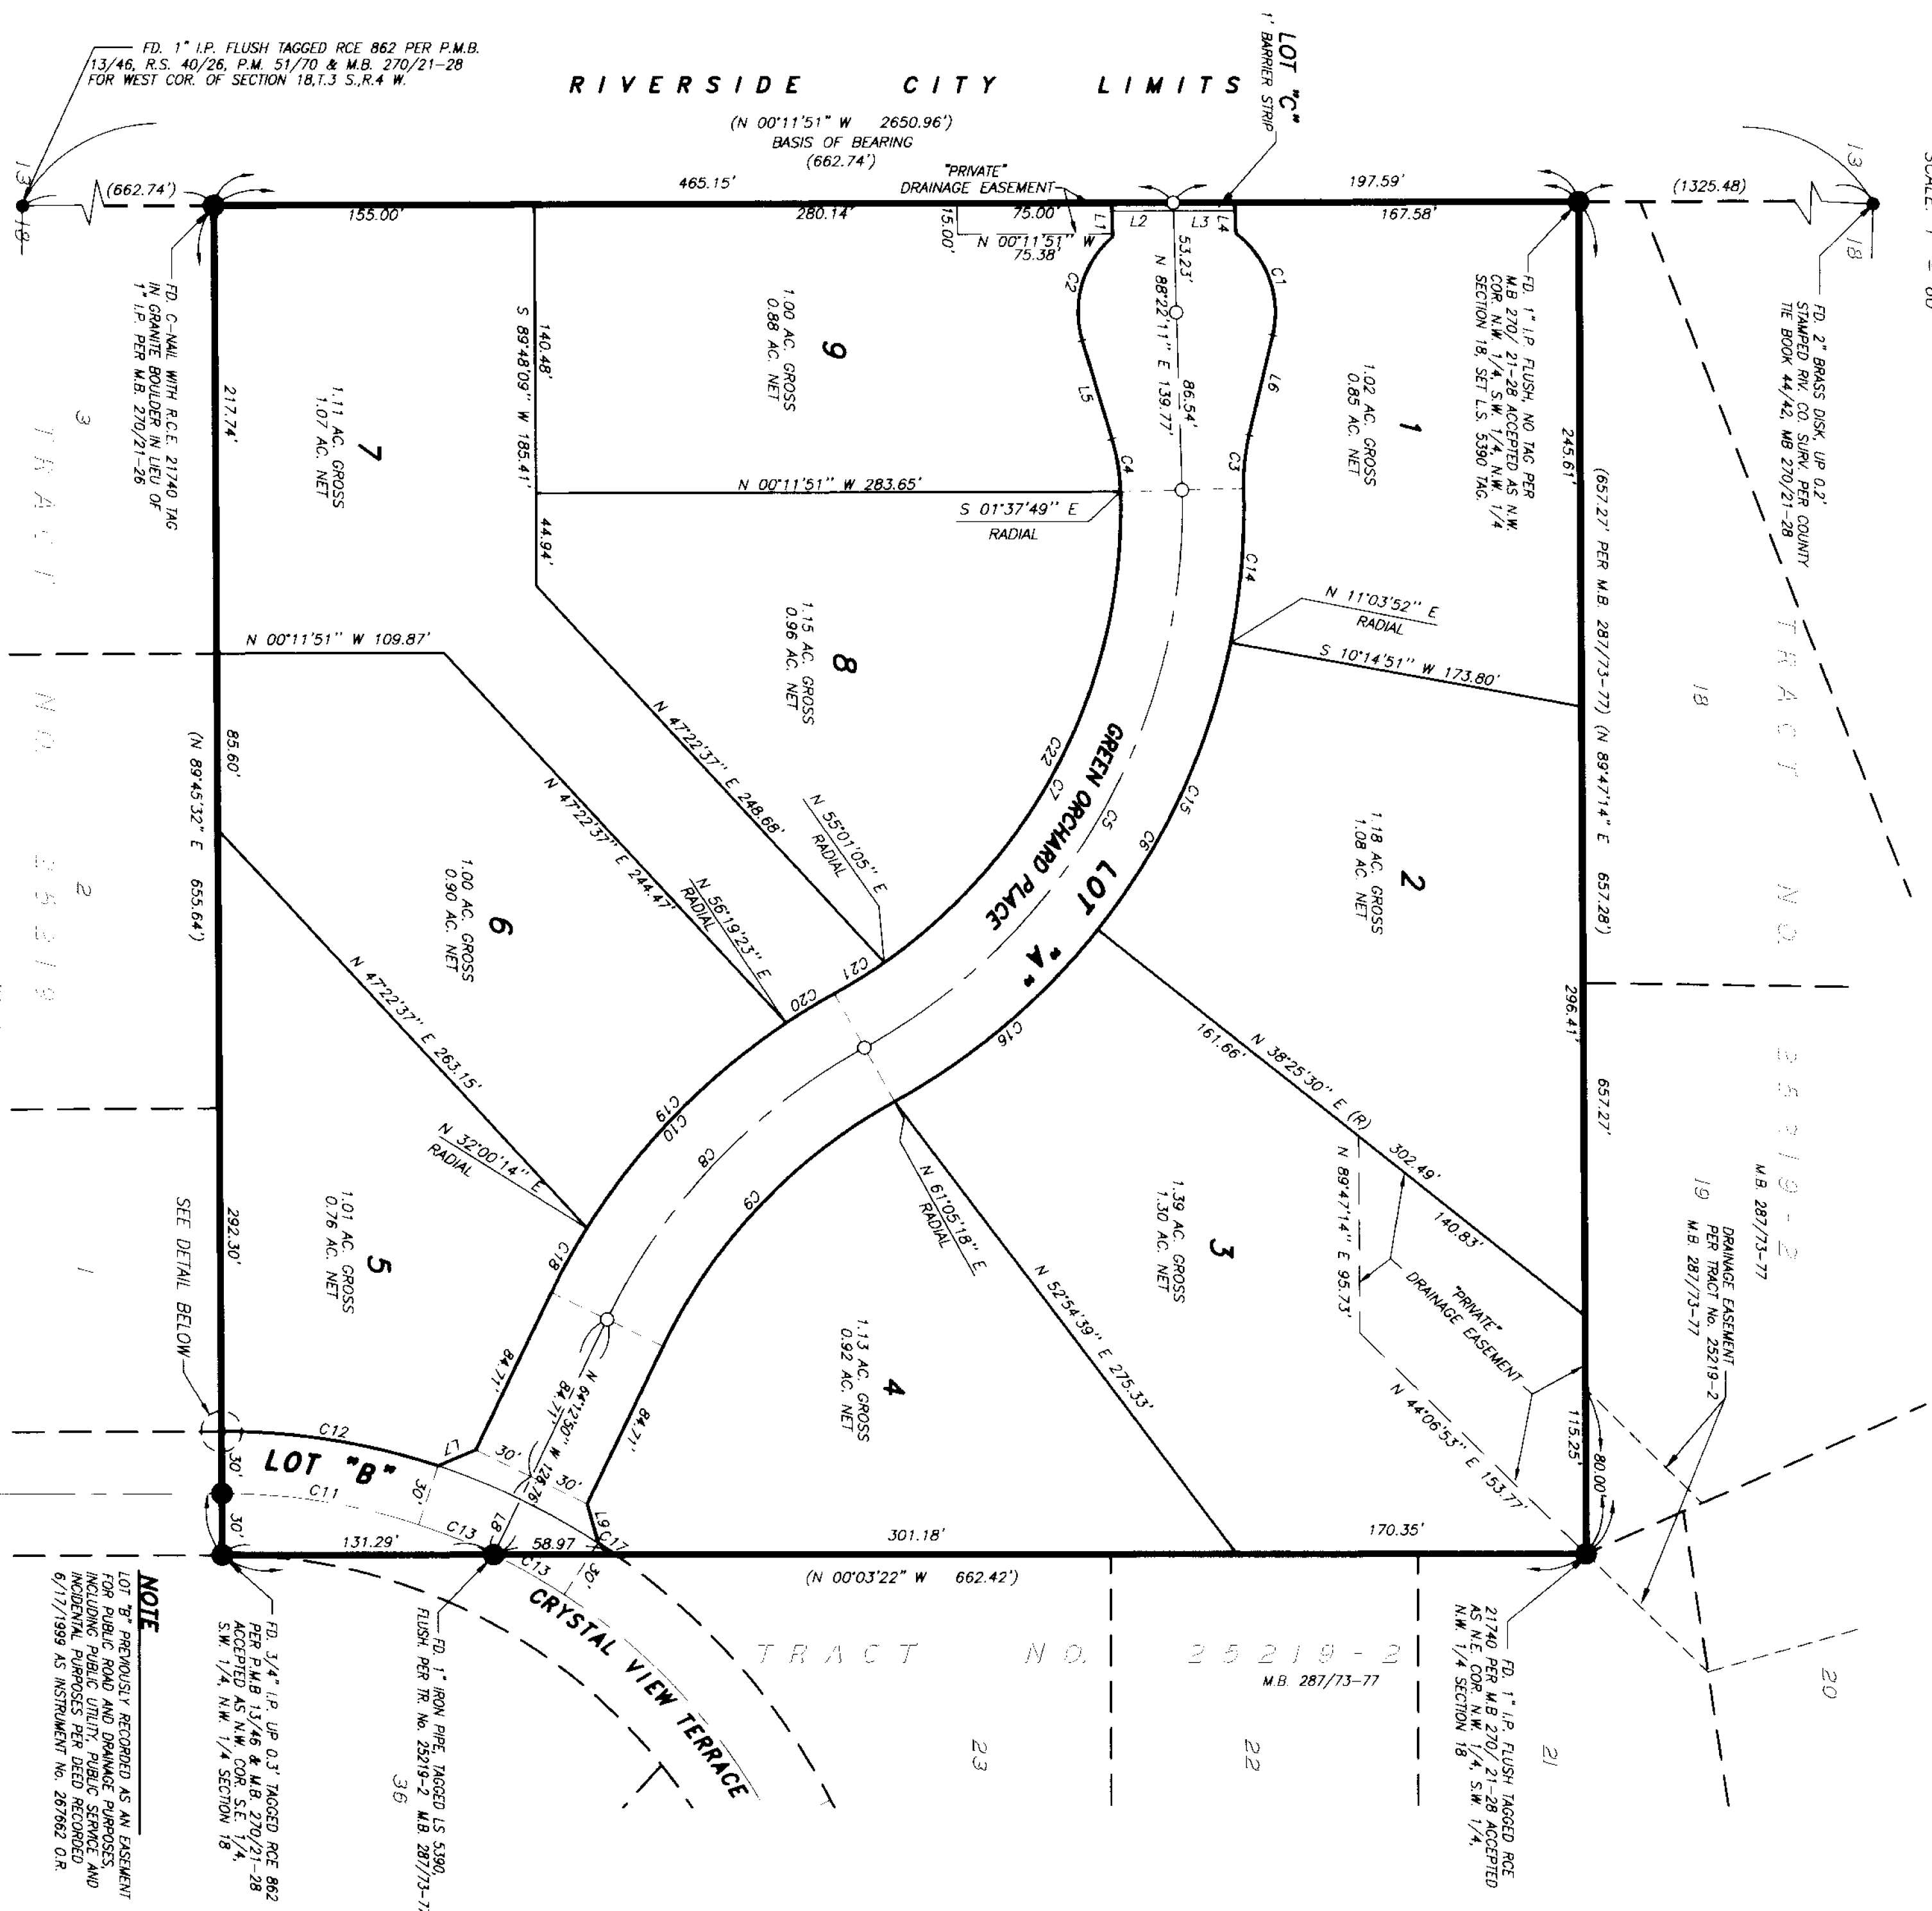 FD. 1" I.P. FLUSH TAGGED RCE 862 PER P.M.B.
13/46, R.S. 40/26, P.M. 51/70 & M.B. 270/21-28
FOR WEST COR. OF SECTION 18,T.3 S.,R.4 W.
RIVERSIDE CITY LIMITS
(N 00°11'51" W 2650.96')
BASIS OF BEARING
(662.74')
LOT "C"
1' BARRIER STRIP
13
18
(662.74')
465.15'
"PRIVATE"
DRAINAGE EASEMENT
197.59'
(1325.48)
13
18
155.00'
280.14'
15.00'
75.00'
L1
L2
L3
L4
167.58'
N 00°11'51" W
75.38'
53.23'
N 88°22'11" E 139.77'
86.54'
C1
C2
L5
L6
C3
C4
FD. 2" BRASS DISK, UP 0.2'
STAMPED RIV. CO. SURV. PER COUNTY
TIE BOOK 44/42, MB 270/21-28
FD. 1" I.P. FLUSH, NO TAG PER
M.B 270/ 21-28 ACCEPTED AS N.W.
COR. N.W. 1/4, S.W. 1/4, N.W. 1/4
SECTION 18, SET L.S. 5390 TAG.
FD. C-NAIL WITH R.C.E. 21740 TAG
IN GRANITE BOULDER IN LIEU OF
1" I.P. PER M.B. 270/21-26
217.74'
7
1.11 AC. GROSS
1.07 AC. NET
140.48'
S 89°48'09" W 185.41'
44.94'
9
1.00 AC. GROSS
0.88 AC. NET
1
1.02 AC. GROSS
0.85 AC. NET
245.61'
(657.27' PER M.B. 287/73-77) (N 89°47'14" E 657.28')
N 00°11'51" W 283.65'
S 01°37'49" E
RADIAL
C14
N 11°03'52" E
RADIAL
S 10°14'51" W 173.80'
N 00°11'51" W 109.87'
8
1.15 AC. GROSS
0.96 AC. NET
N 47°22'37" E 248.68'
N 47°22'37" E 244.47'
N 55°01'05" E
RADIAL
N 56°19'23" E
RADIAL
C22
C7
C5
C15
C6
GREEN ORCHARD PLACE
LOT "A"
2
1.18 AC. GROSS
1.08 AC. NET
296.41'
657.27'
18
TRACT NO. 25219-2
M.B. 287/73-77
3
TRACT NO. 25219
2
1
85.60'
(N 89°45'32" E 655.64')
6
1.00 AC. GROSS
0.90 AC. NET
N 47°22'37" E 263.15'
C21
C20
C16
C19
C10
C8
C9
N 32°00'14" E
RADIAL
N 61°05'18" E
RADIAL
161.66'
N 38°25'30" E (R)
302.49'
140.83'
N 89°47'14" E 95.73'
"PRIVATE"
DRAINAGE EASEMENT
N 44°06'53" E 153.77'
3
1.39 AC. GROSS
1.30 AC. NET
N 52°54'39" E 275.33'
19
DRAINAGE EASEMENT
PER TRACT No. 25219-2
M.B. 287/73-77
115.25'
80.00'
5
1.01 AC. GROSS
0.76 AC. NET
292.30'
SEE DETAIL BELOW
C18
84.71'
N 64°12'50" W 126.76'
84.71'
84.71'
4
1.13 AC. GROSS
0.92 AC. NET
C12
LOT "B"
L7
30'
30'
30'
C11
C13
L8
L9
C17
30'
30'
131.29'
58.97
C13
30'
301.18'
170.35'
(N 00°03'22" W 662.42')
CRYSTAL VIEW TERRACE
TRACT NO. 25219-2
M.B. 287/73-77
36
23
22
21
20
FD. 1" I.P. FLUSH TAGGED RCE
21740 PER M.B 270/ 21-28 ACCEPTED
AS N.E. COR. N.W. 1/4, S.W. 1/4,
N.W. 1/4 SECTION 18
FD. 1" IRON PIPE, TAGGED LS 5390,
FLUSH. PER TR. No. 25219-2 M.B. 287/73-77
FD. 3/4" I.P. UP 0.3' TAGGED RCE 862
PER P.M.B 13/46 & M.B. 270/21-28
ACCEPTED AS N.W. COR. S.E. 1/4,
S.W. 1/4, N.W. 1/4 SECTION 18
NOTE
LOT "B" PREVIOUSLY RECORDED AS AN EASEMENT
FOR PUBLIC ROAD AND DRAINAGE PURPOSES,
INCLUDING PUBLIC UTILITY, PUBLIC SERVICE AND
INCIDENTAL PURPOSES PER DEED RECORDED
6/17/1999 AS INSTRUMENT No. 267662 O.R.